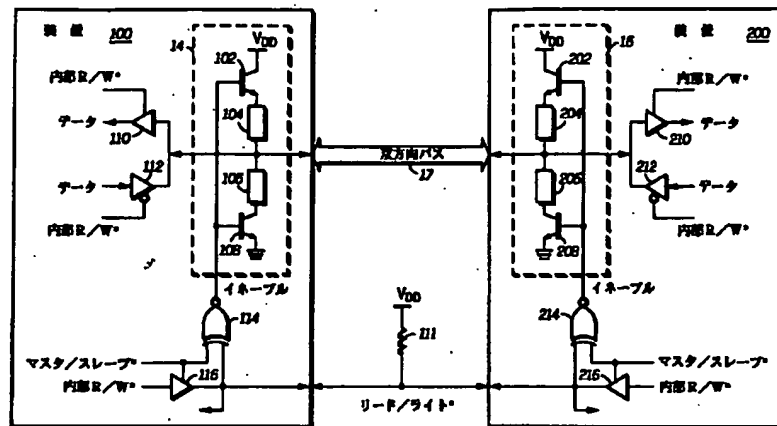 装置 100
14
102
VDD
内部R/W*
データ
110
104
データ
112
106
内部R/W*
108
イネーブル
114
マスタ/スレーブ*
内部R/W*
116
双方向バス
17
VDD
111
リード/ライト*
装置 200
16
202
VDD
内部R/W*
204
データ
210
206
212
データ
208
内部R/W*
イネーブル
214
マスタ/スレーブ*
216
内部R/W*